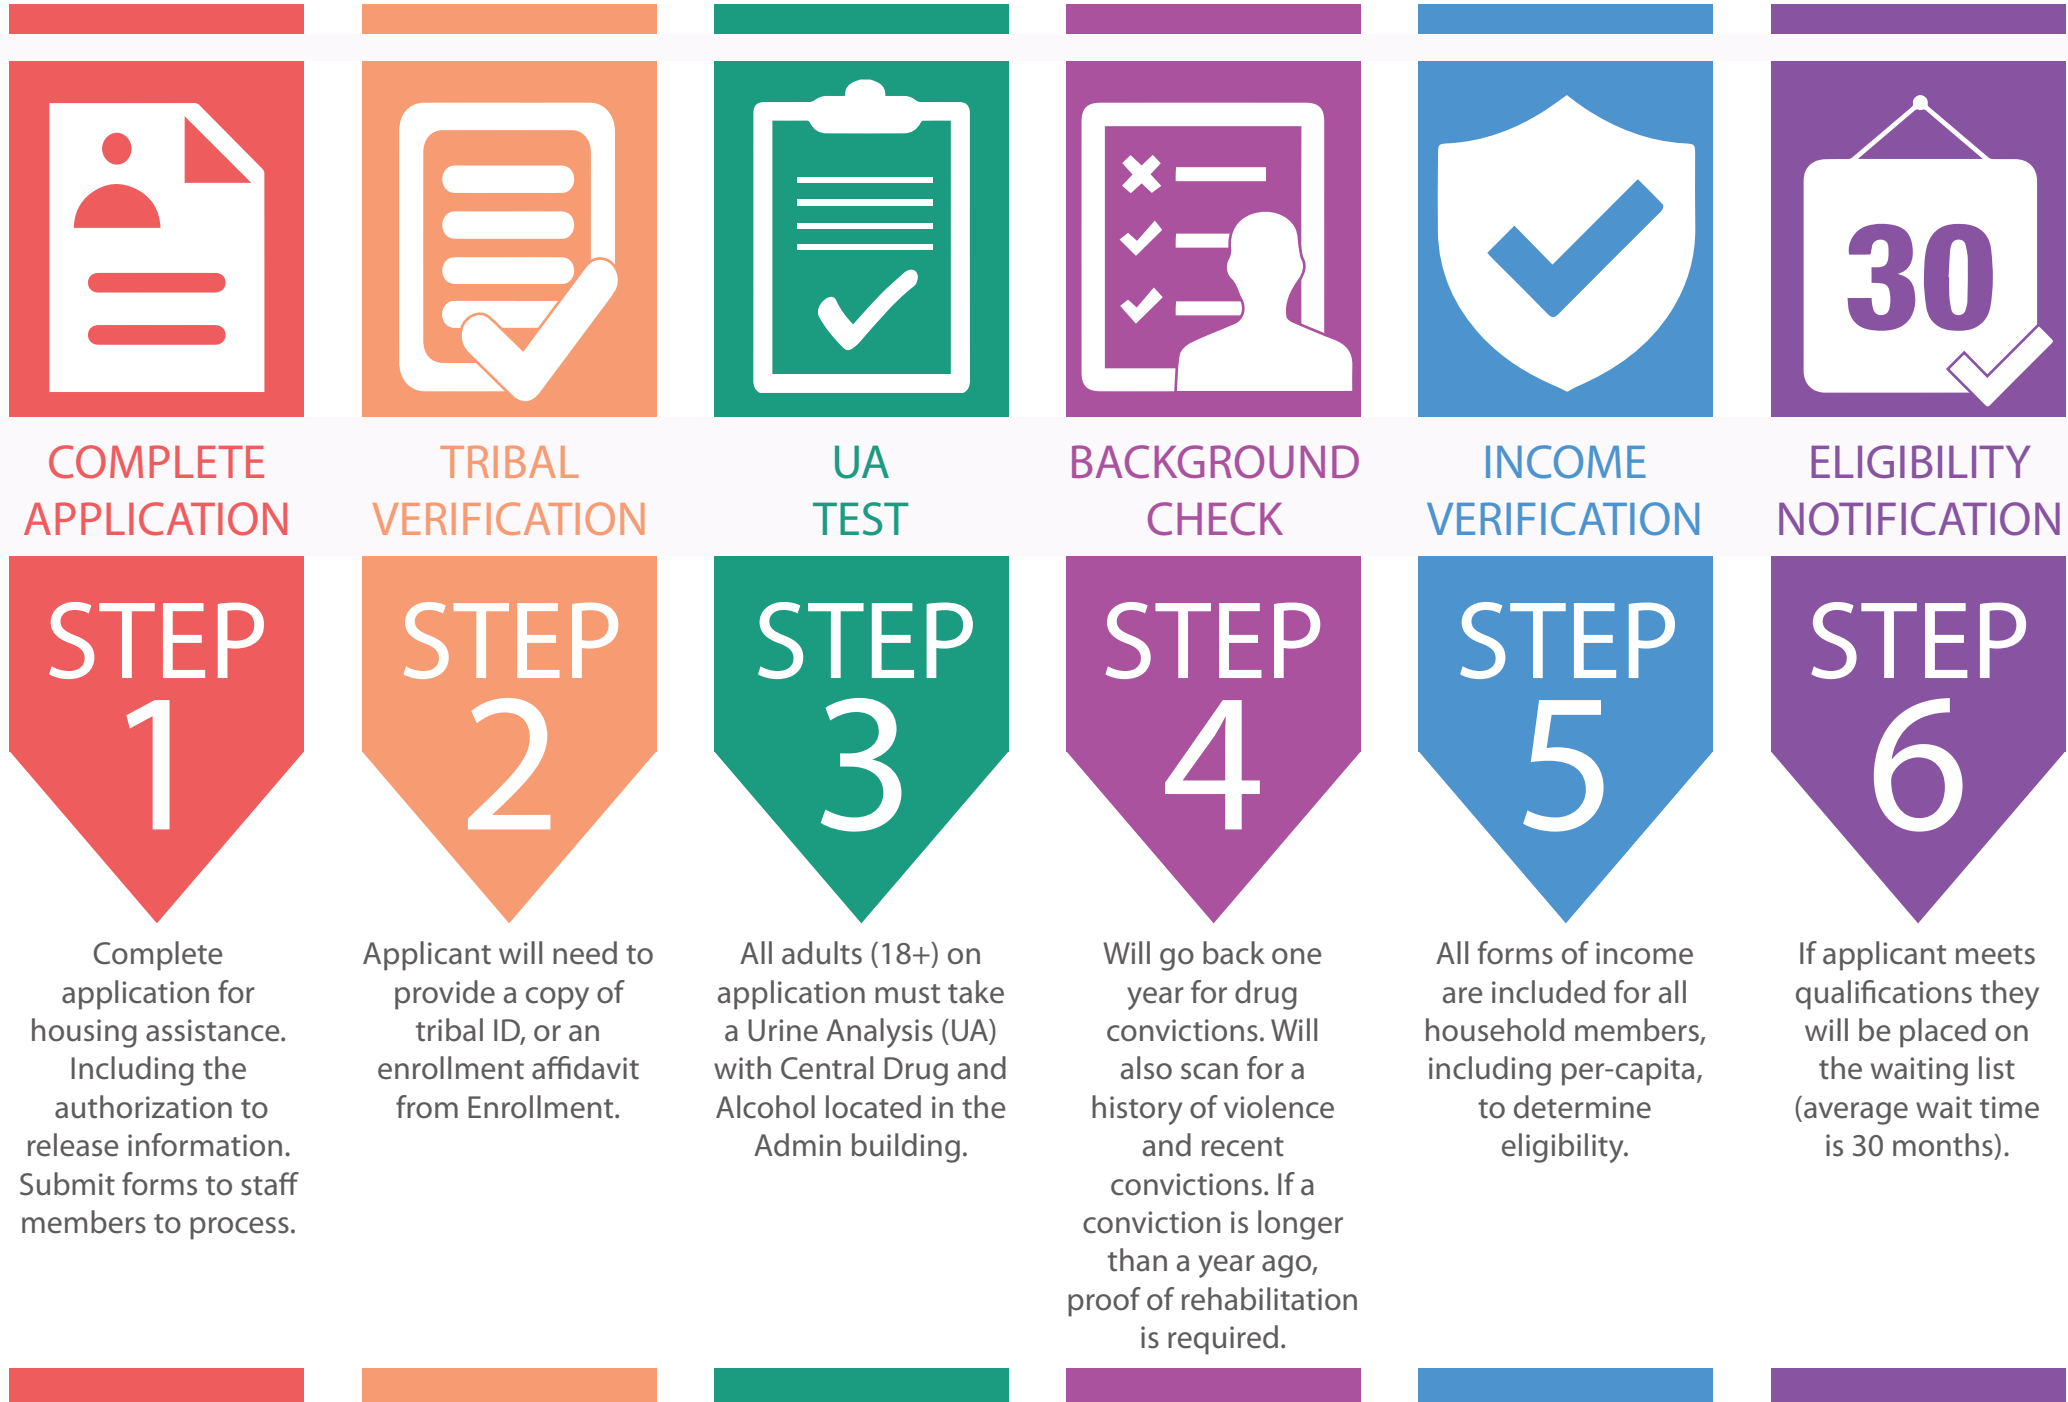 COMPLETE
APPLICATION
STEP
1
Complete
application for
housing assistance.
Including the
authorization to
release information.
Submit forms to staff
members to process.
TRIBAL
VERIFICATION
STEP
2
Applicant will need to
provide a copy of
tribal ID, or an
enrollment affidavit
from Enrollment.
UA
TEST
STEP
3
All adults (18+) on
application must take
a Urine Analysis (UA)
with Central Drug and
Alcohol located in the
Admin building.
BACKGROUND
CHECK
STEP
4
Will go back one
year for drug
convictions. Will
also scan for a
history of violence
and recent
convictions. If a
conviction is longer
than a year ago,
proof of rehabilitation
is required.
INCOME
VERIFICATION
STEP
5
All forms of income
are included for all
household members,
including per-capita,
to determine
eligibility.
30
ELIGIBILITY
NOTIFICATION
STEP
6
If applicant meets
qualifications they
will be placed on
the waiting list
(average wait time
is 30 months).